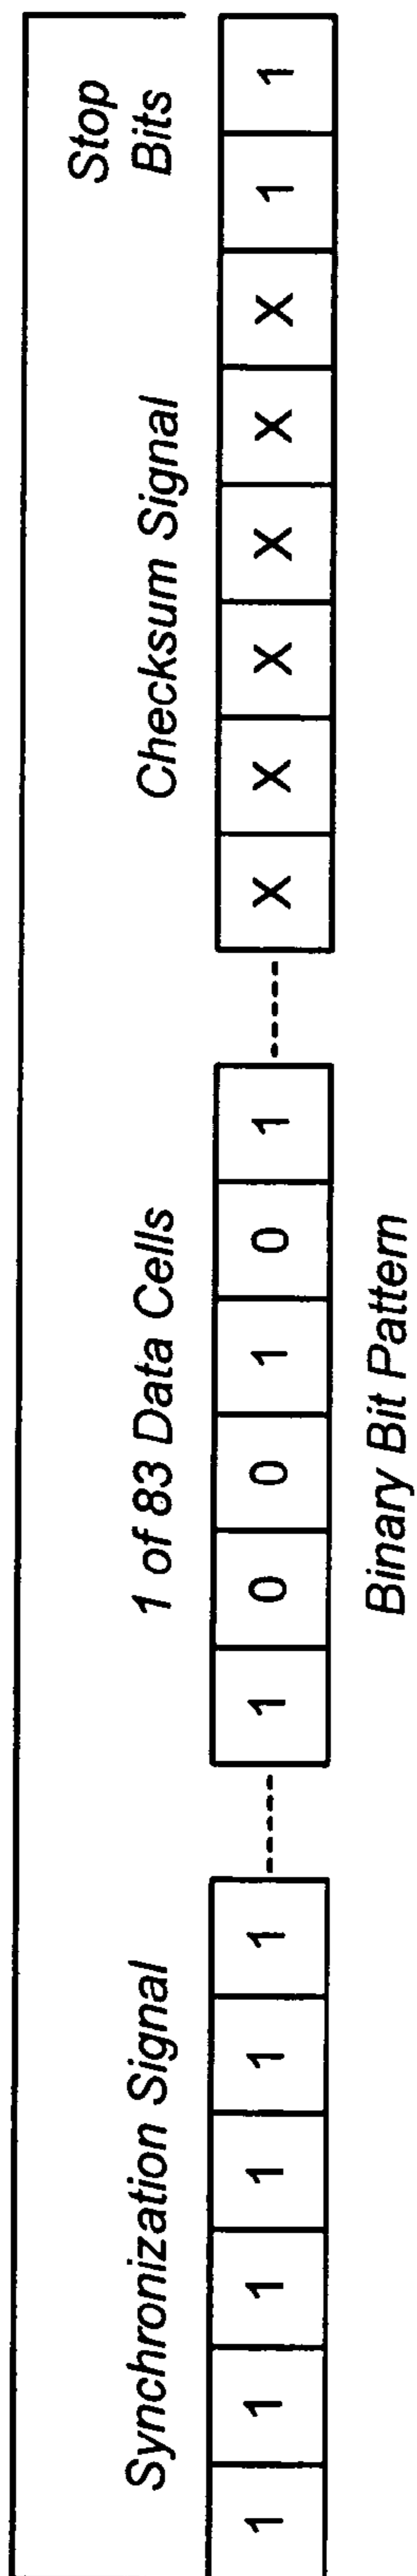 Synchronization Signal
1 of 83 Data Cells
Checksum Signal
Stop
Bits
1 1 1 1 1 1 ----- 1 0 0 1 0 1 ----- X X X X X X 1 1
Binary Bit Pattern